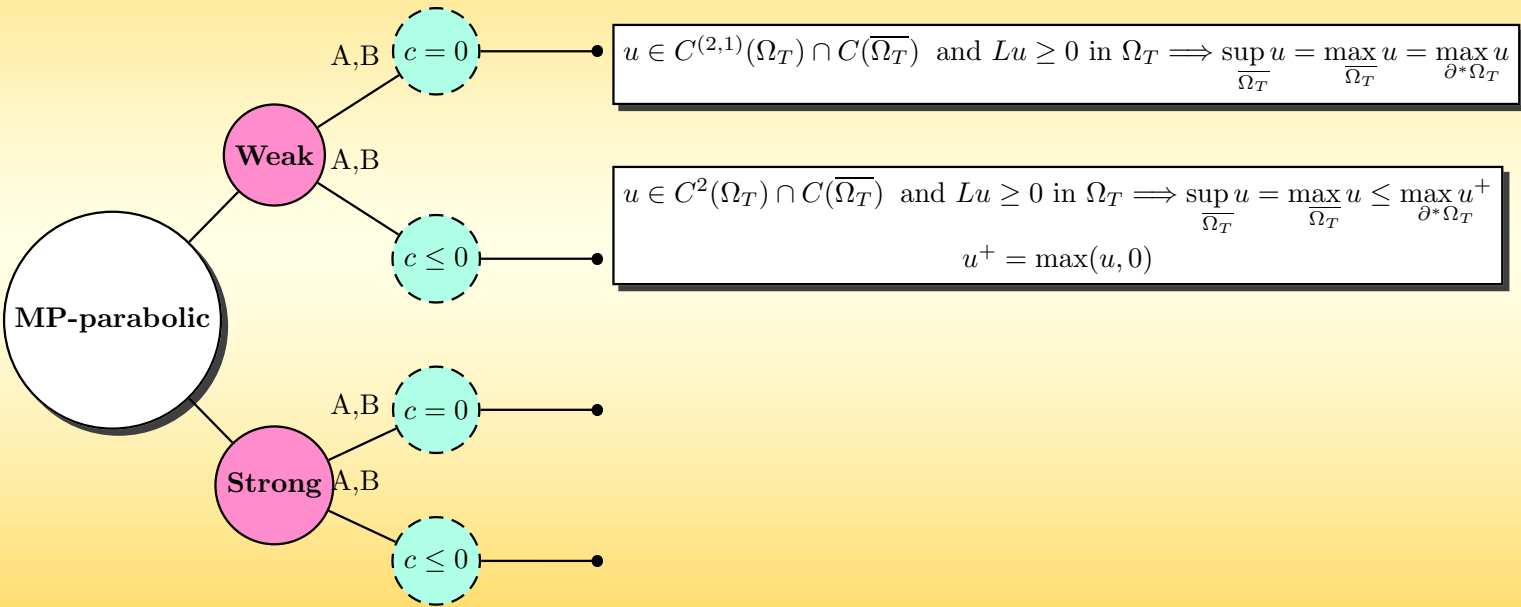 A,B
c = 0
u ∈ C^{(2,1)}(Ω_T) ∩ C(\overline{Ω_T}) and Lu ≥ 0 in Ω_T ⟹ \sup_{\overline{Ω_T}} u = \max_{\overline{Ω_T}} u = \max_{∂*Ω_T} u
Weak
A,B
u ∈ C^2(Ω_T) ∩ C(\overline{Ω_T}) and Lu ≥ 0 in Ω_T ⟹ \sup_{\overline{Ω_T}} u = \max_{\overline{Ω_T}} u ≤ \max_{∂*Ω_T} u^+
c ≤ 0
u^+ = max(u, 0)
MP-parabolic
A,B
c = 0
Strong
A,B
c ≤ 0